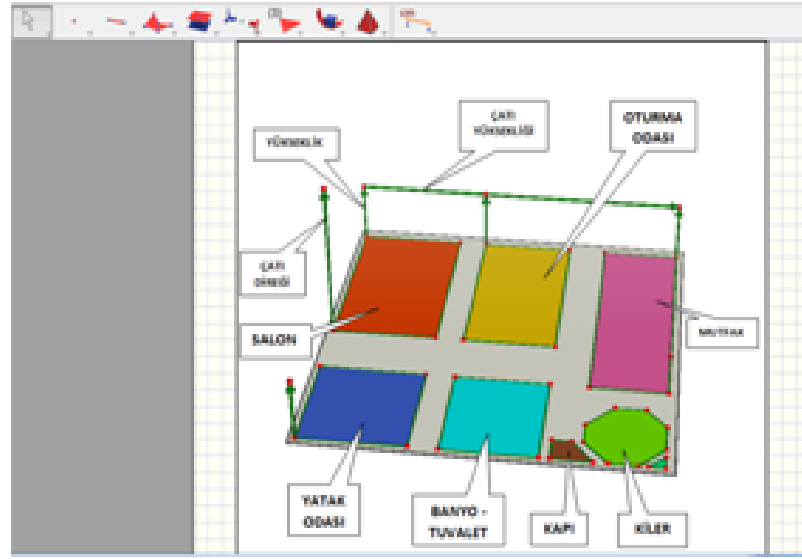 ÇATI
YÜKSEKLİĞİ
OTURMA
ODASI
YÜKSEKLİK
ÇATI
DİREĞİ
SALON
MUTFAK
YATAK
ODASI
BANYO -
TUVALET
KAPI
KİLER